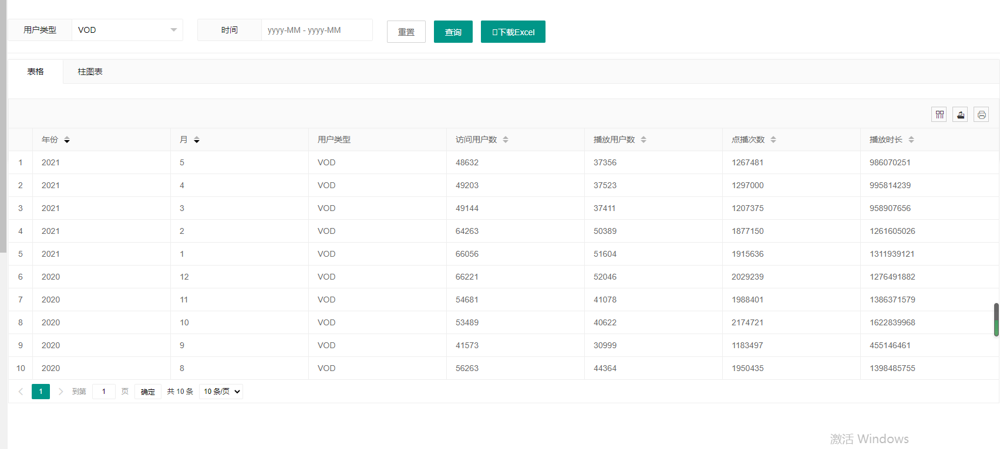 用户类型 VOD 时间 yyyy-MM - yyyy-MM 重置 查询 下载Excel
表格 柱图表
年份 月 用户类型 访问用户数 播放用户数 点播次数 播放时长
1 2021 5 VOD 48632 37356 1267481 986070251
2 2021 4 VOD 49203 37523 1297000 995814239
3 2021 3 VOD 49144 37411 1207375 958907656
4 2021 2 VOD 64263 50389 1877150 1261605026
5 2021 1 VOD 66056 51604 1915636 1311939121
6 2020 12 VOD 66221 52046 2029239 1276491882
7 2020 11 VOD 54681 41078 1988401 1386371579
8 2020 10 VOD 53489 40622 2174721 1622839968
9 2020 9 VOD 41573 30999 1183497 455146461
10 2020 8 VOD 56263 44364 1950435 1398485755
1 到第 1 页 确定 共 10 条 10 条/页
激活 Windows